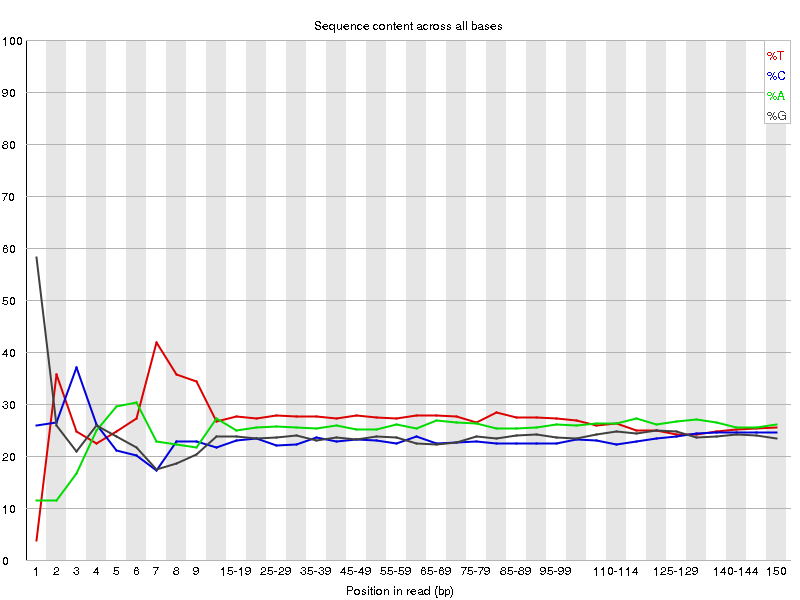 Sequence content across all bases
100
90
80
70
60
50
40
30
20
10
0
%T
%C
%A
%G
1 2 3 4 5 6 7 8 9 15-19 25-29 35-39 45-49 55-59 65-69 75-79 85-89 95-99 110-114 125-129 140-144 150
Position in read (bp)